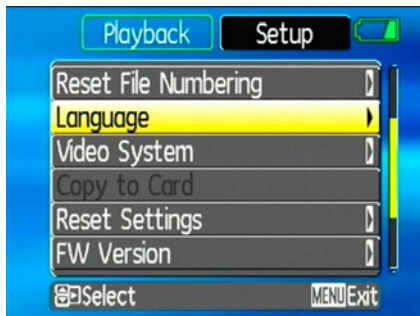 Playback Setup
Reset File Numbering
Language
Video System
Copy to Card
Reset Settings
FW Version
Select MENU Exit